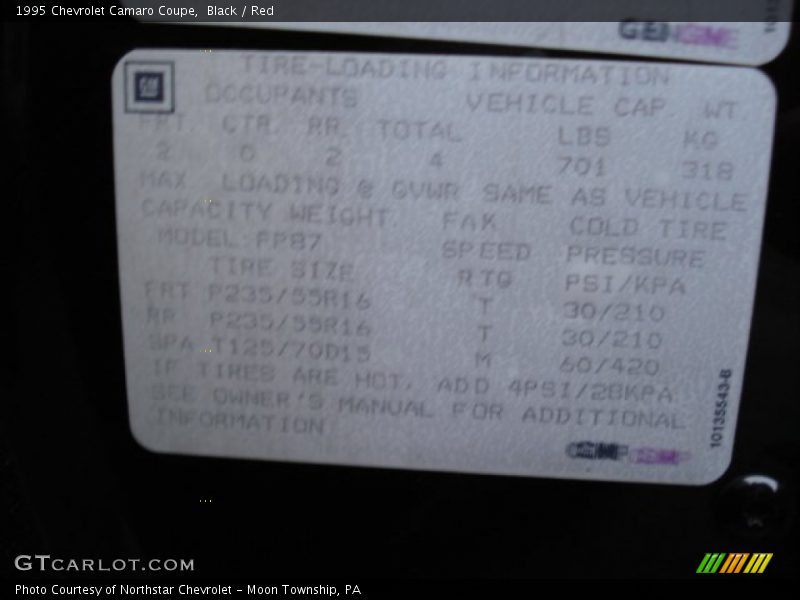 1995 Chevrolet Camaro Coupe, Black / Red
GM
TIRE-LOADING INFORMATION
OCCUPANTS VEHICLE CAP WT
FRT CTR RR TOTAL LBS KG
2 0 2 4 701 318
MAX LOADING @ GVWR SAME AS VEHICLE
CAPACITY WEIGHT
MODEL FP87 SPEED PRESSURE
COLD TIRE
TIRE SIZE RTG PSI/KPA
FRT P235/55R16 T 30/210
RR P235/55R16 T 30/210
SPA T125/70D15 M 60/420
IF TIRES ARE HOT, ADD 4PSI/28KPA
SEE OWNER'S MANUAL FOR ADDITIONAL
INFORMATION
10135543-B
GTCARLOT.COM
Photo Courtesy of Northstar Chevrolet - Moon Township, PA